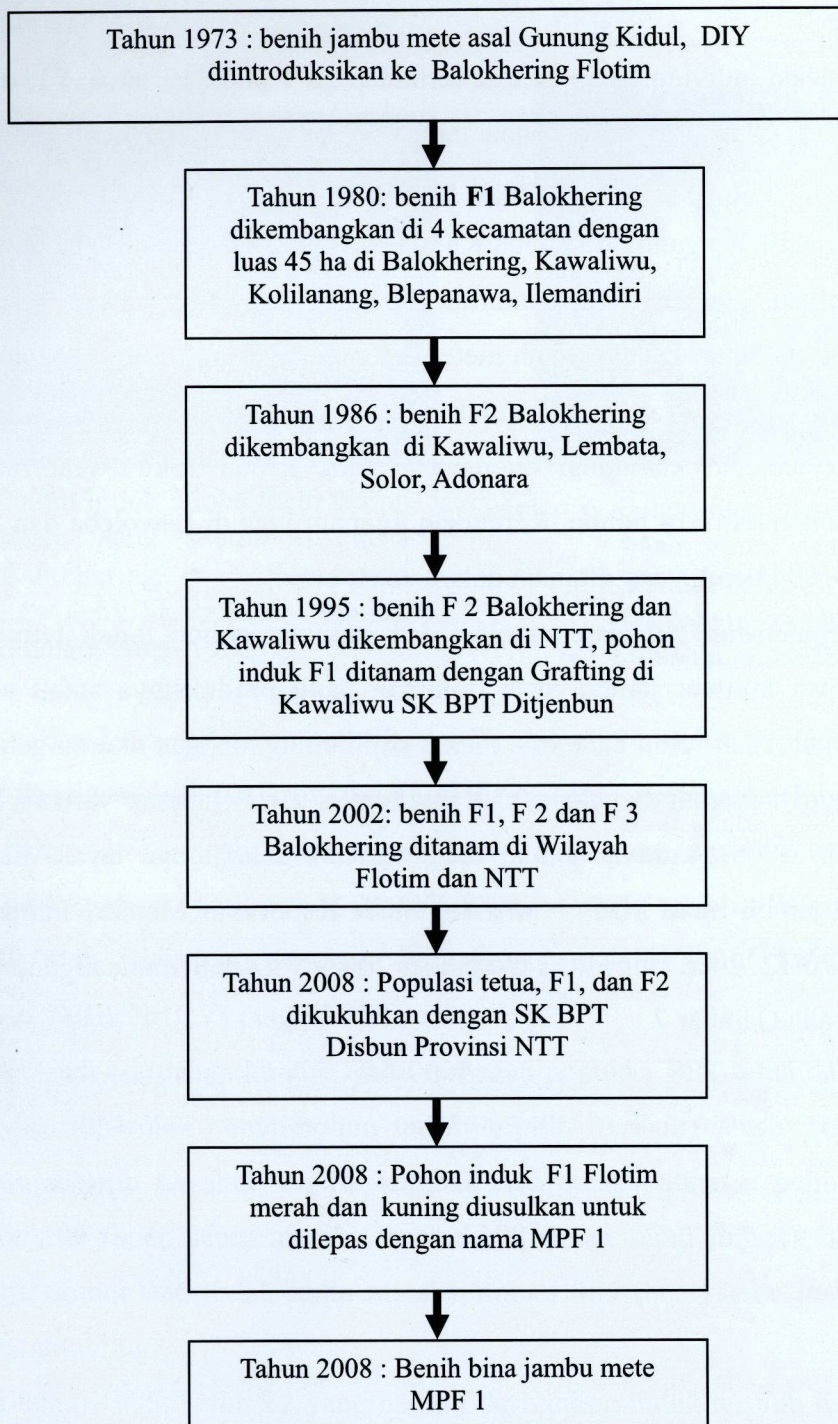 Tahun 1973 : benih jambu mete asal Gunung Kidul, DIY
diintroduksikan ke Balokhering Flotim
Tahun 1980: benih F1 Balokhering
dikembangkan di 4 kecamatan dengan
luas 45 ha di Balokhering, Kawaliwu,
Kolilanang, Blepanawa, Ilemandiri
Tahun 1986 : benih F2 Balokhering
dikembangkan di Kawaliwu, Lembata,
Solor, Adonara
Tahun 1995 : benih F 2 Balokhering dan
Kawaliwu dikembangkan di NTT, pohon
induk F1 ditanam dengan Grafting di
Kawaliwu SK BPT Ditjenbun
Tahun 2002: benih F1, F 2 dan F 3
Balokhering ditanam di Wilayah
Flotim dan NTT
Tahun 2008 : Populasi tetua, F1, dan F2
dikukuhkan dengan SK BPT
Disbun Provinsi NTT
Tahun 2008 : Pohon induk F1 Flotim
merah dan kuning diusulkan untuk
dilepas dengan nama MPF 1
Tahun 2008 : Benih bina jambu mete
MPF 1